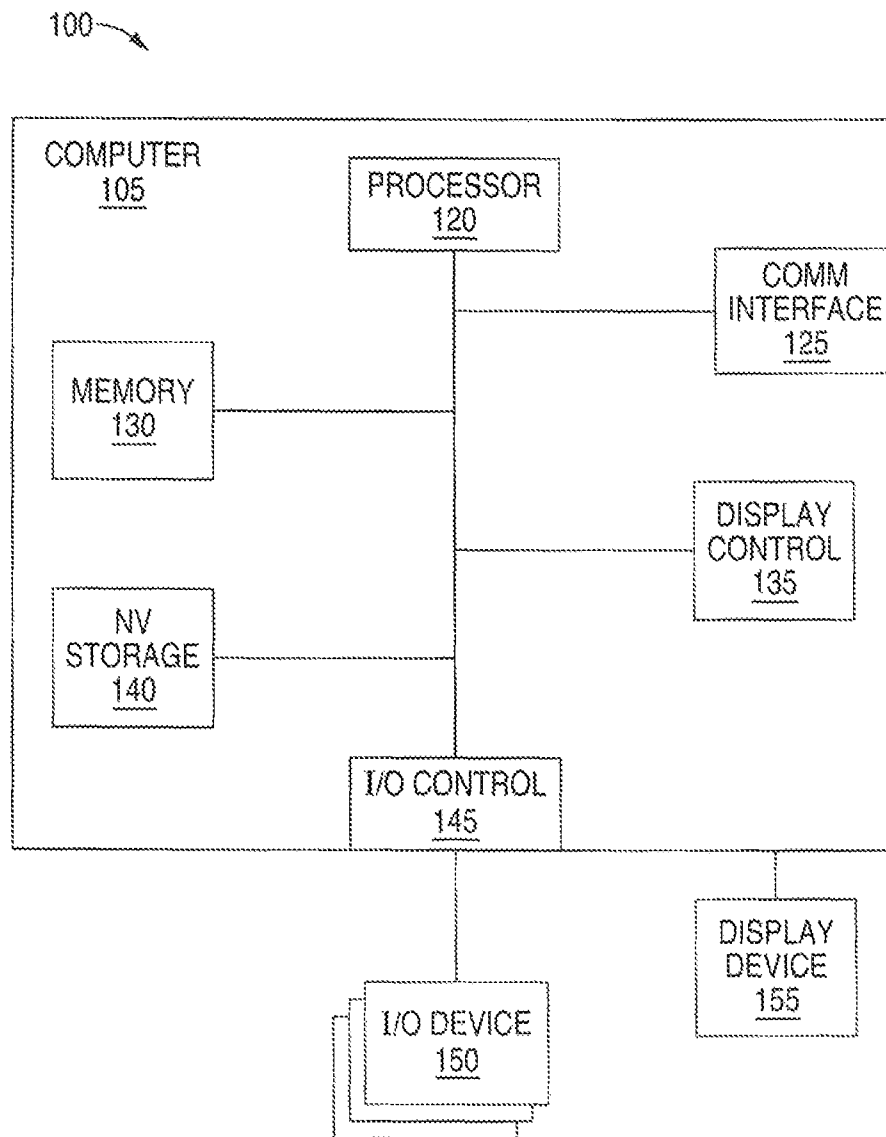 100
COMPUTER
105
PROCESSOR
120
COMM
INTERFACE
125
MEMORY
130
DISPLAY
CONTROL
135
NV
STORAGE
140
I/O CONTROL
145
DISPLAY
DEVICE
155
I/O DEVICE
150